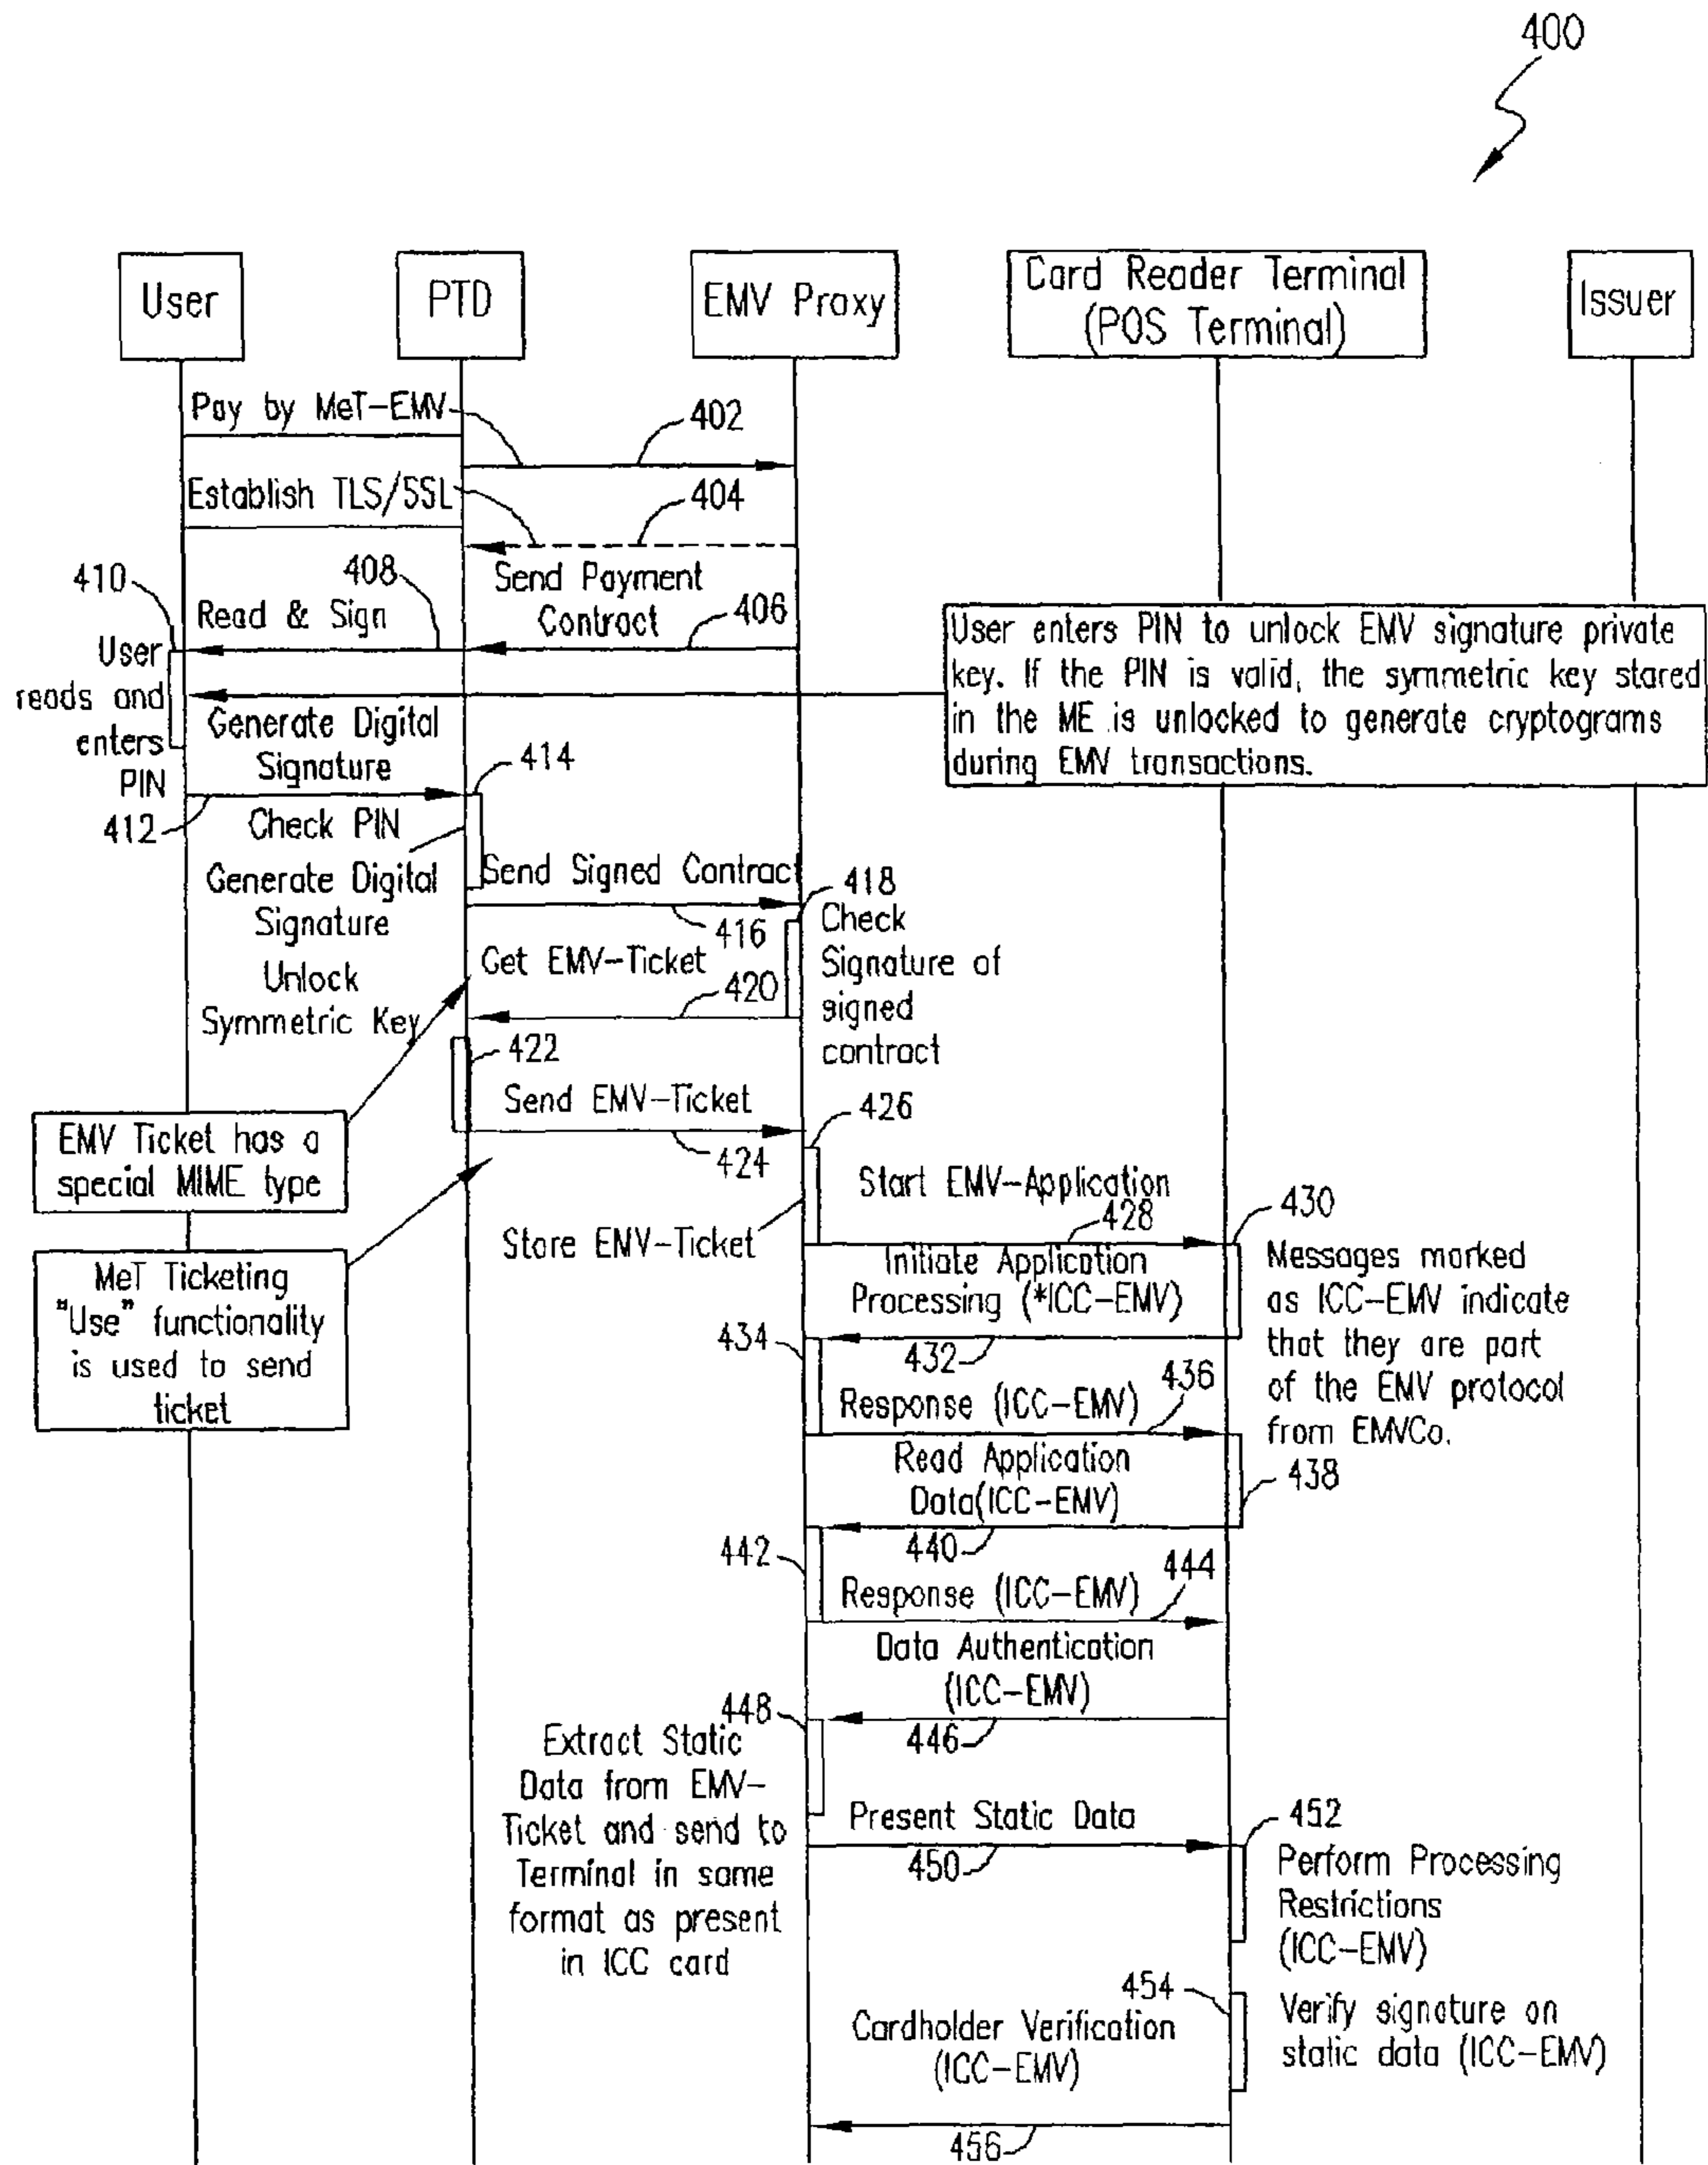 400
User
PTD
EMV Proxy
Card Reader Terminal
(POS Terminal)
Issuer
Pay by MeT-EMV
402
Establish TLS/SSL
404
410
408
Send Payment
Contract
Read & Sign
406
User
reads and
enters
PIN
User enters PIN to unlock EMV signature private
key. If the PIN is valid, the symmetric key stored
in the ME is unlocked to generate cryptograms
during EMV transactions.
Generate Digital
Signature
414
412
Check PIN
Generate Digital
Signature
Unlock
Symmetric Key
Send Signed Contract
416
418
Check
Signature of
signed
contract
Get EMV-Ticket
420
422
Send EMV-Ticket
424
426
EMV Ticket has a
special MIME type
Store EMV-Ticket
Start EMV-Application
428
430
MeT Ticketing
"Use" functionality
is used to send
ticket
Initiate Application
Processing (*ICC-EMV)
Messages marked
as ICC-EMV indicate
that they are part
of the EMV protocol
from EMVCo.
434
432
436
Response (ICC-EMV)
Read Application
Data(ICC-EMV)
438
442
440
444
Response (ICC-EMV)
Data Authentication
(ICC-EMV)
448
446
Extract Static
Data from EMV-
Ticket and send to
Terminal in same
format as present
in ICC card
Present Static Data
450
452
Perform Processing
Restrictions
(ICC-EMV)
454
Cardholder Verification
(ICC-EMV)
Verify signature on
static data (ICC-EMV)
456